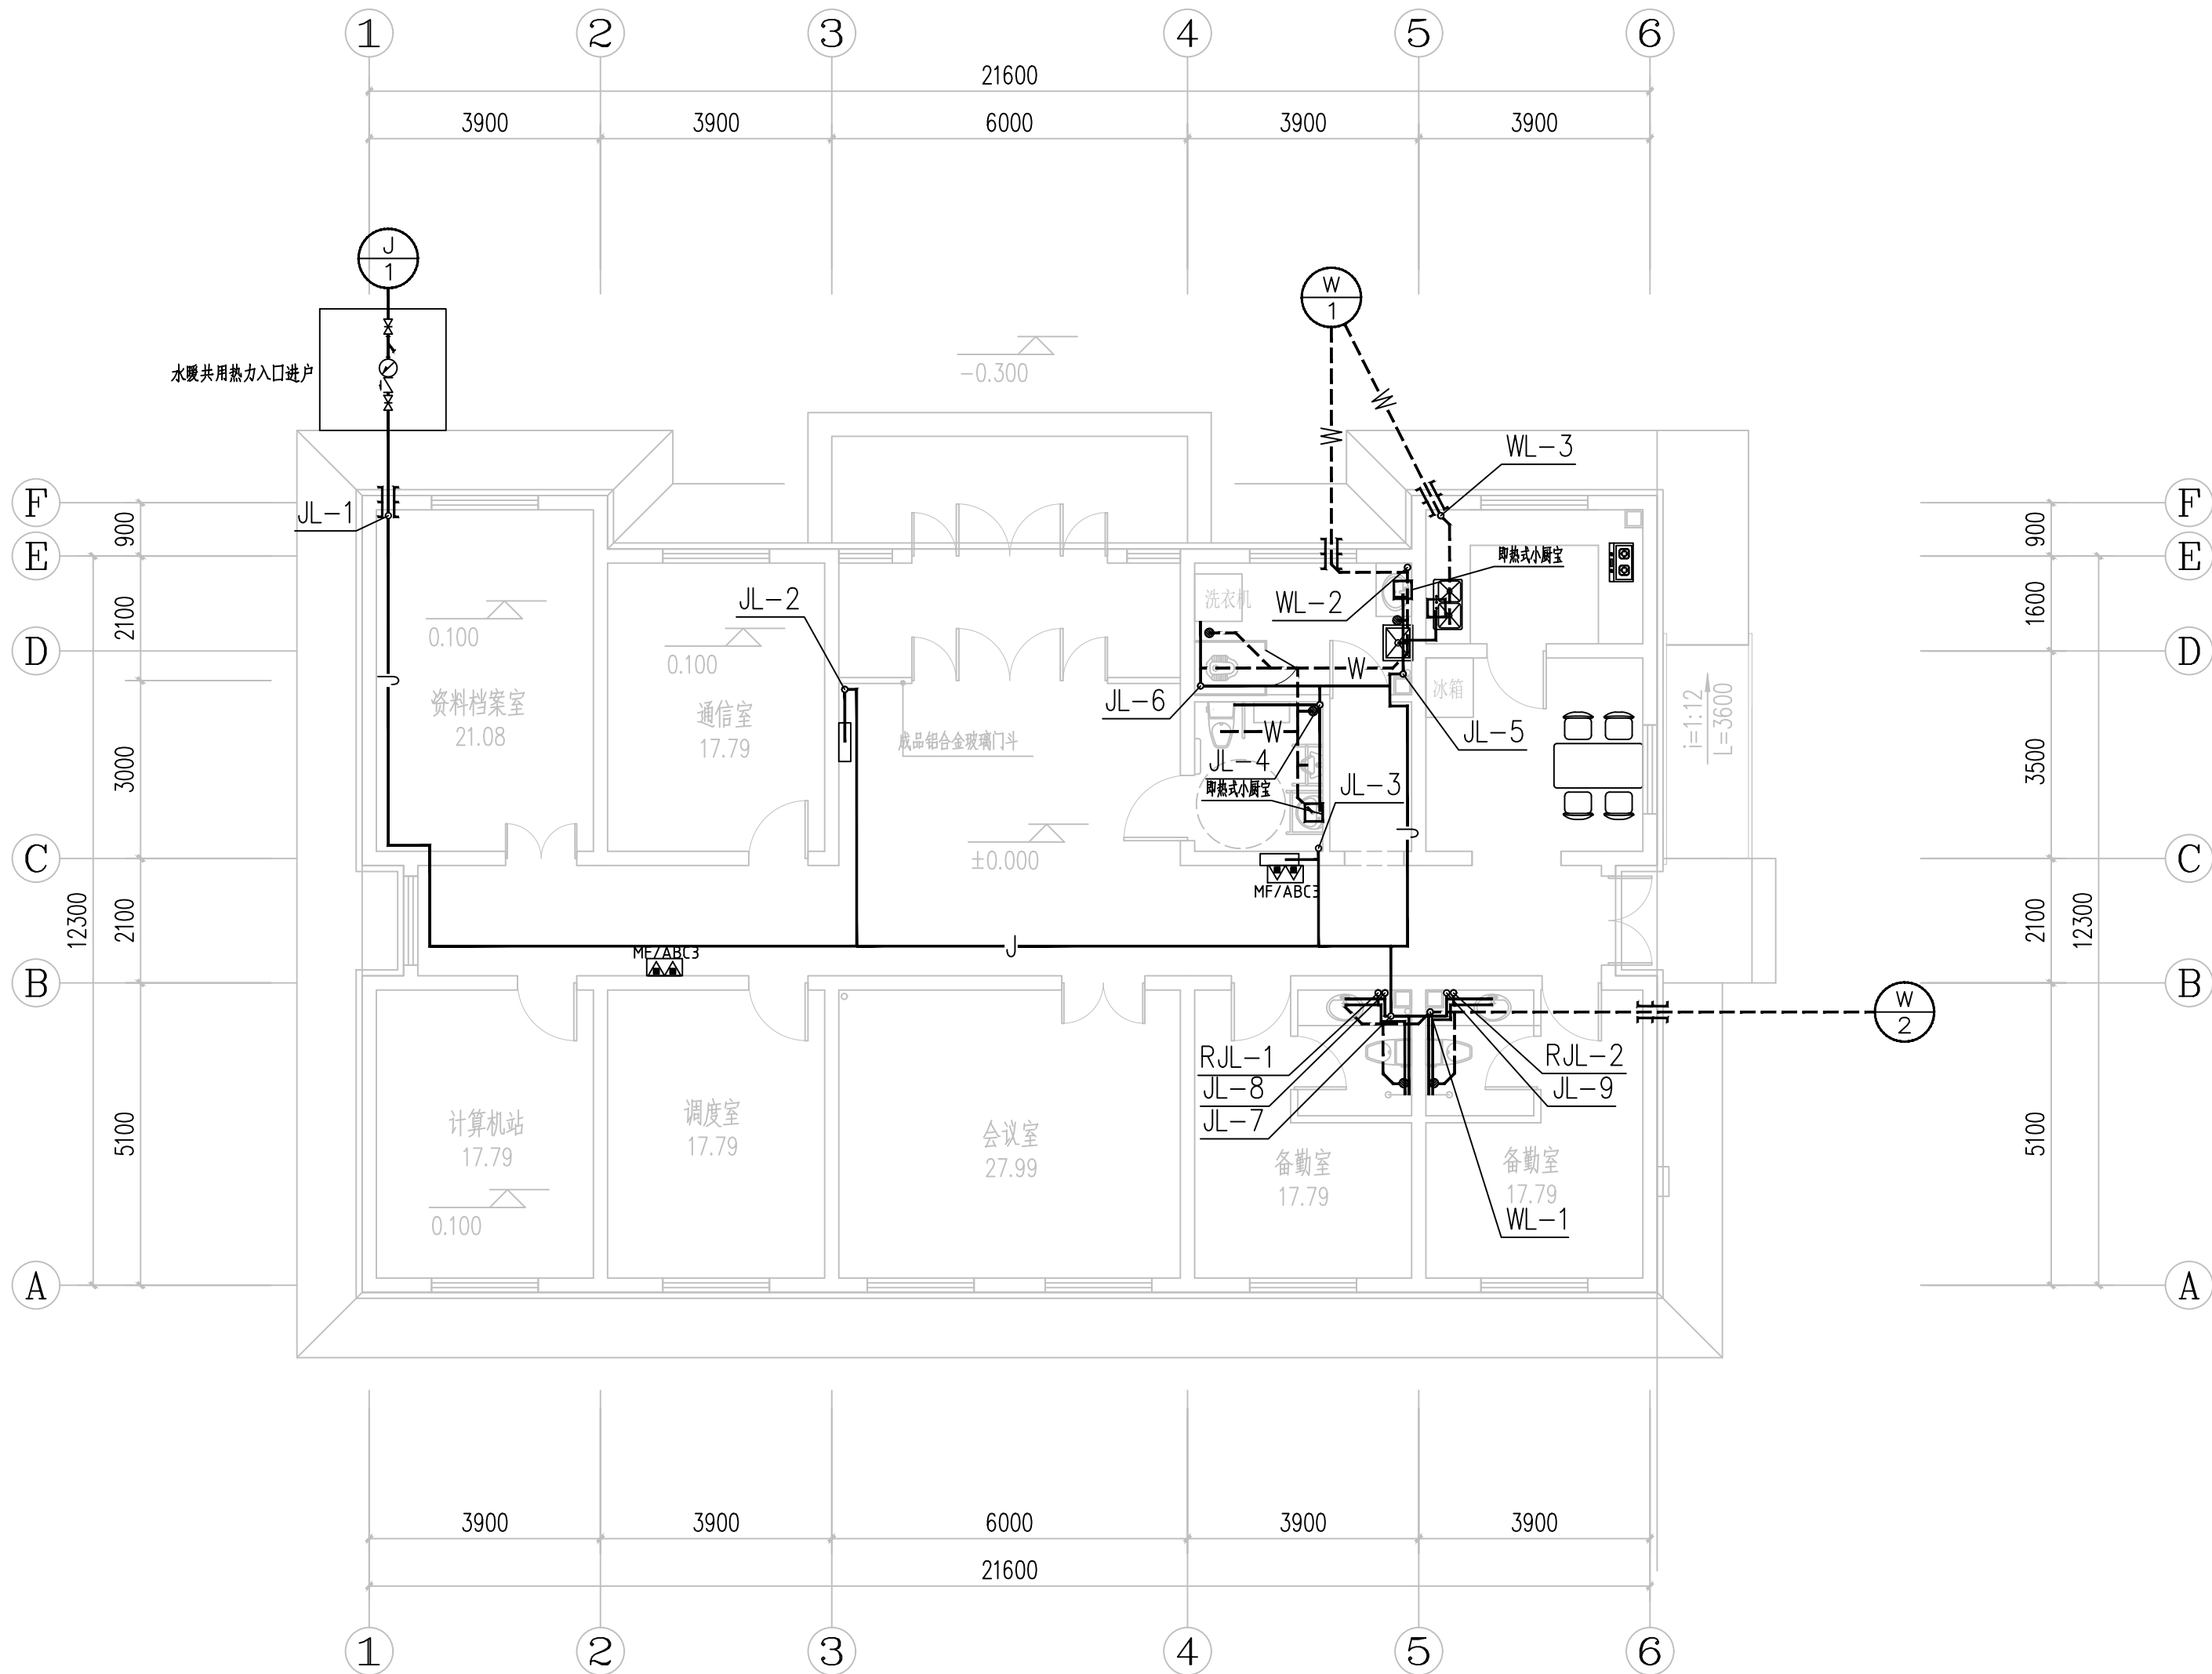 1 2 3 4 5 6
21600
3900 3900 6000 3900 3900
J
1
W
1
水暖共用热力入口进户
-0.300
W
W
WL-3
F
F
JL-1
900
900
E
E
即热式小厨宝
JL-2
洗衣机
WL-2
2100
1600
0.100
0.100
D
D
W
J
冰箱
资料档案室
21.08
通信室
17.79
JL-6
i=1:12
L=3600
成品铝合金玻璃门斗
W
JL-5
JL-4
3000
3500
即热式小厨宝
JL-3
J
C
±0.000
C
MF/ABC3
12300
2100
2100
12300
J
MF/ABC3
B
B
W
2
RJL-1
RJL-2
JL-8
JL-9
JL-7
计算机站
17.79
调度室
17.79
会议室
27.99
备勤室
17.79
备勤室
17.79
5100
5100
0.100
WL-1
A
A
3900 3900 6000 3900 3900
21600
1 2 3 4 5 6